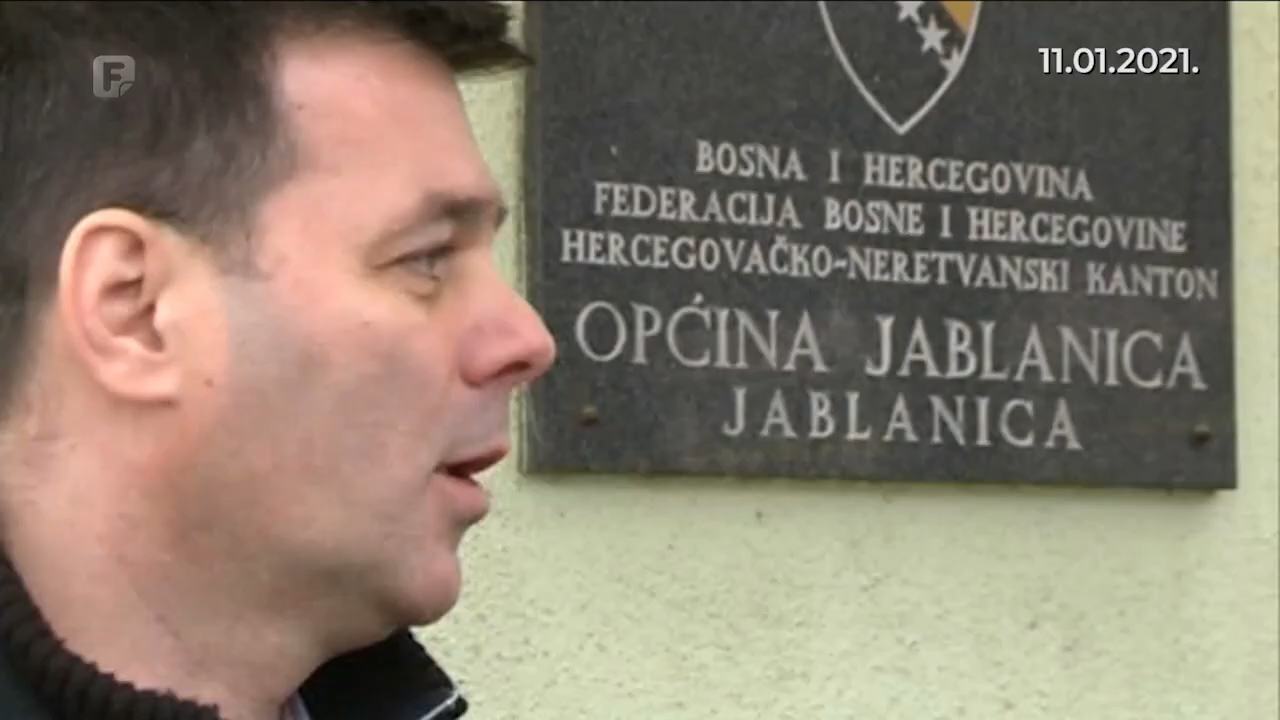 F
11.01.2021.
BOSNA I HERCEGOVINA
FEDERACIJA BOSNE I HERCEGOVINE
HERCEGOVAČKO-NERETVANSKI KANTON
OPĆINA JABLANICA
JABLANICA